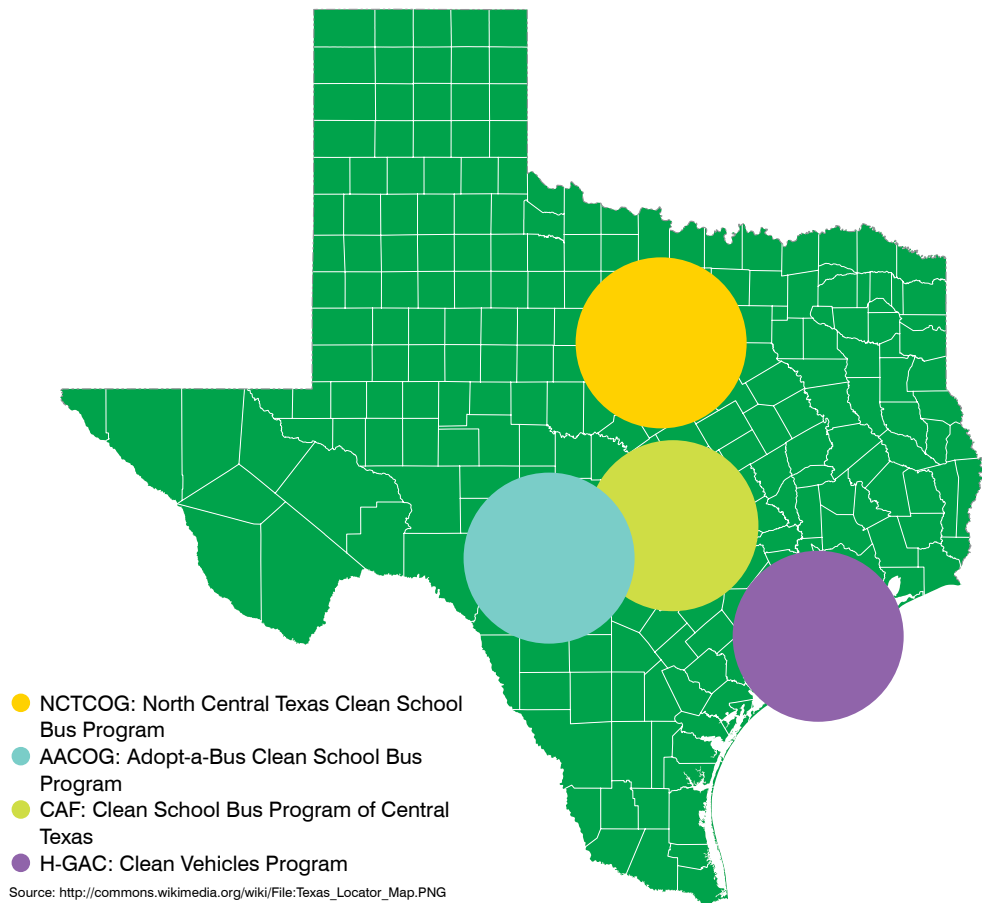 NCTCOG: North Central Texas Clean School
Bus Program
AACOG: Adopt-a-Bus Clean School Bus
Program
CAF: Clean School Bus Program of Central
Texas
H-GAC: Clean Vehicles Program
Source: http://commons.wikimedia.org/wiki/File:Texas_Locator_Map.PNG